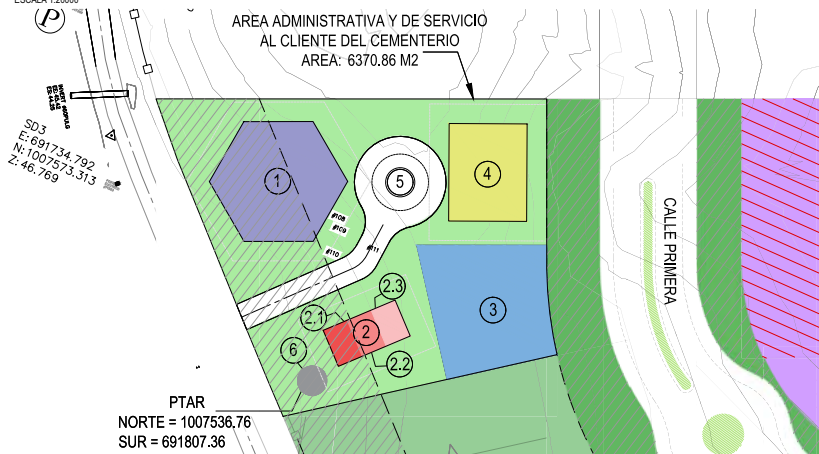 ESCALA 1:20000
P
AREA ADMINISTRATIVA Y DE SERVICIO
AL CLIENTE DEL CEMENTERIO
AREA: 6370.86 M2
SD3
E:691734.792
N:1007573.313
Z:46.769
1
5
4
#108
#109
#110
#111
CALLE PRIMERA
2.3
2.1
2
3
2.2
6
PTAR
NORTE = 1007536.76
SUR = 691807.36